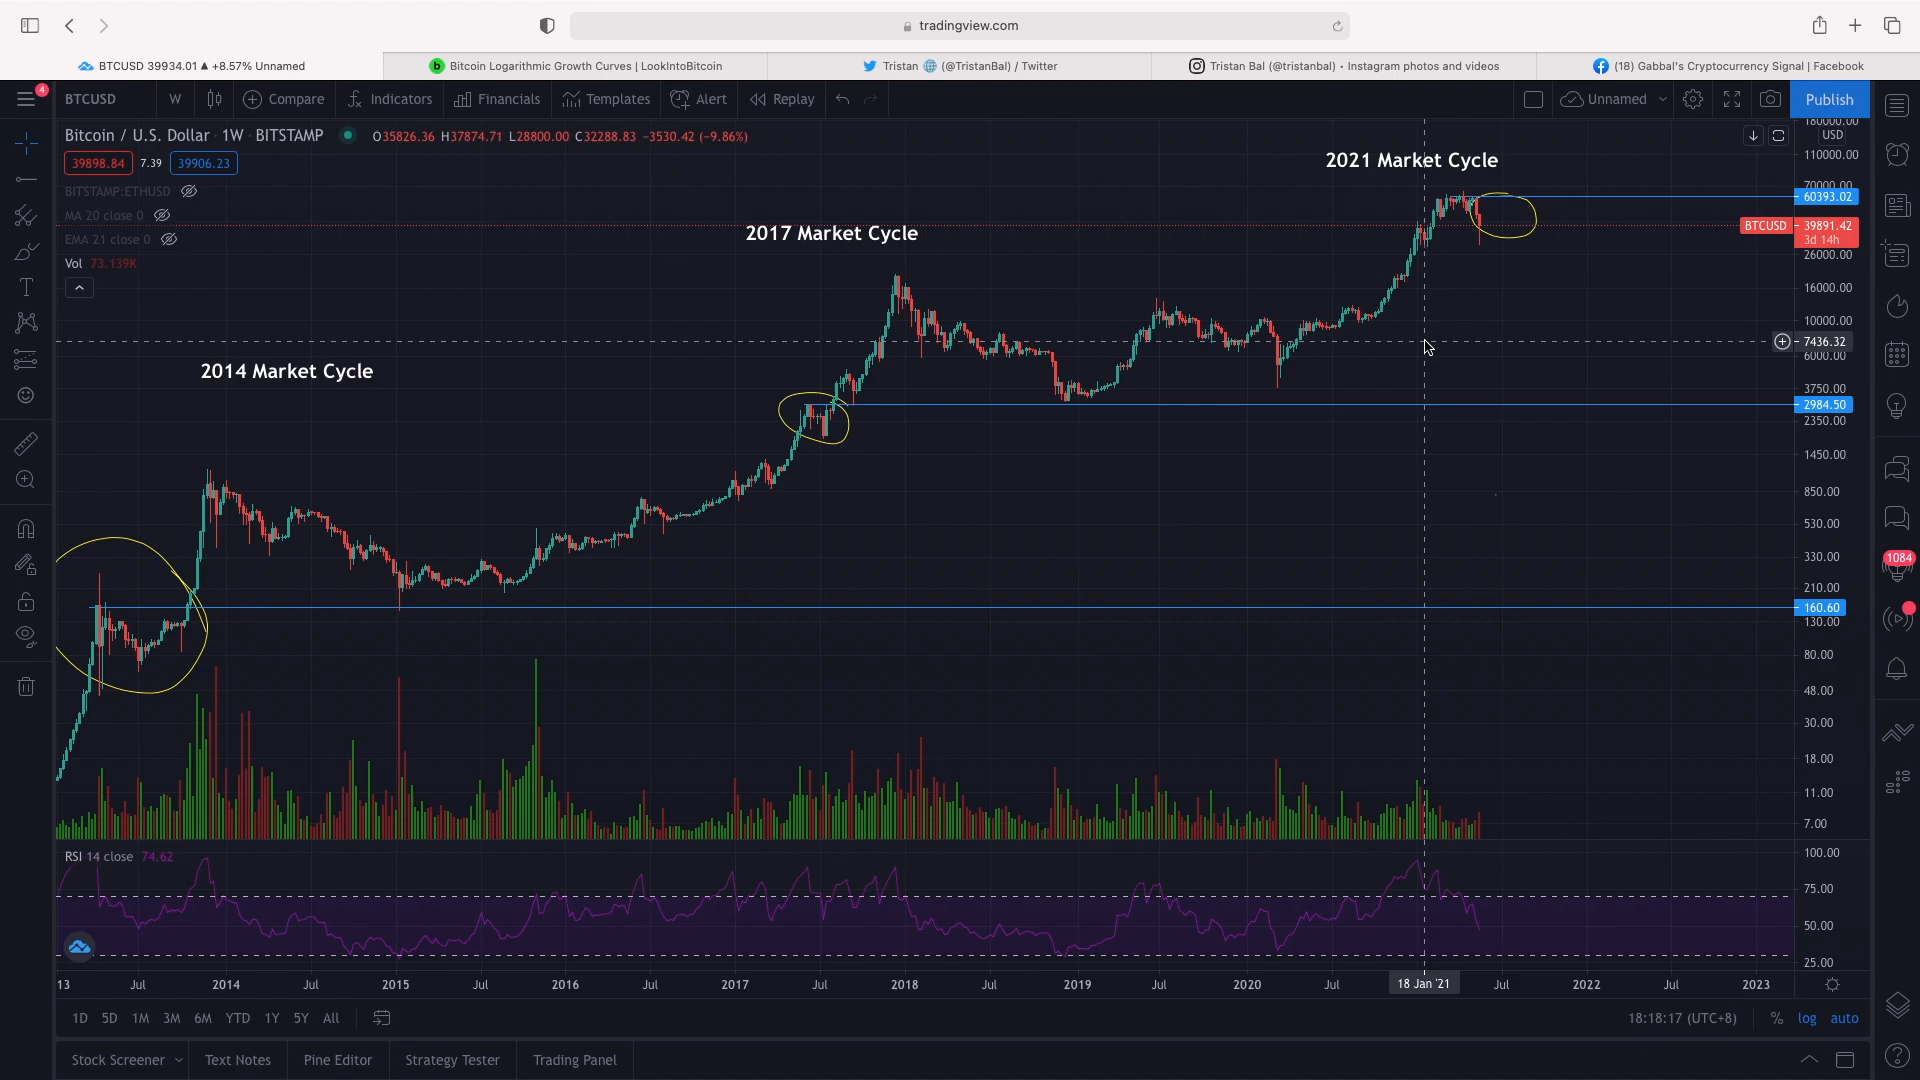 tradingview.com
BTCUSD 39934.01 ▲ +8.57% Unnamed
Bitcoin Logarithmic Growth Curves | LookIntoBitcoin
Tristan 🌐 (@TristanBal) / Twitter
Tristan Bal (@tristanbal) • Instagram photos and videos
(18) Gabbal's Cryptocurrency Signal | Facebook
4
BTCUSD W Compare Indicators Financials Templates Alert Replay Unnamed Publish
Bitcoin / U.S. Dollar · 1W · BITSTAMP O35826.36 H37874.71 L28800.00 C32288.83 −3530.42 (−9.86%)
39898.84 7.39 39906.23
BITSTAMP:ETHUSD
MA 20 close 0
EMA 21 close 0
Vol 73.139K
2021 Market Cycle
2017 Market Cycle
2014 Market Cycle
180000.00
USD
110000.00
70000.00
60393.02
BTCUSD 39891.42
3d 14h
26000.00
16000.00
10000.00
7436.32
6000.00
3750.00
2984.50
2350.00
1450.00
850.00
530.00
330.00
210.00
160.60
130.00
80.00
48.00
30.00
18.00
11.00
7.00
1084
RSI 14 close 74.62
100.00
75.00
50.00
25.00
13 Jul 2014 Jul 2015 Jul 2016 Jul 2017 Jul 2018 Jul 2019 Jul 2020 Jul 18 Jan '21 Jul 2022 Jul 2023
1D 5D 1M 3M 6M YTD 1Y 5Y All 18:18:17 (UTC+8) % log auto
Stock Screener Text Notes Pine Editor Strategy Tester Trading Panel